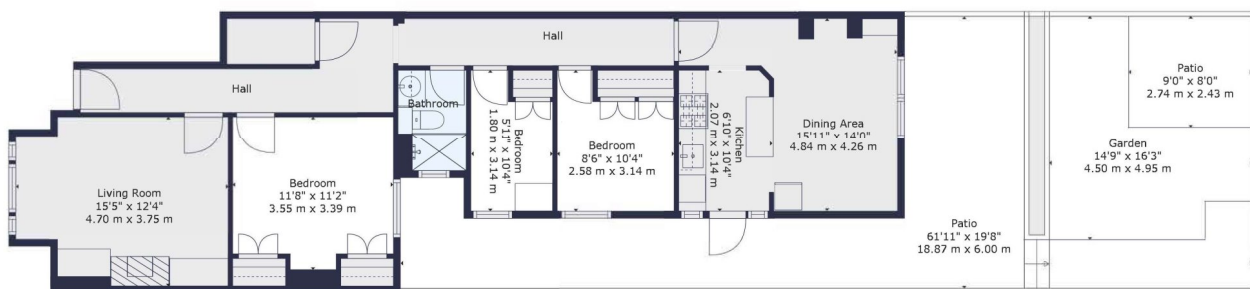 Hall
Hall
Bathroom
Living Room
15'5" x 12'4"
4.70 m x 3.75 m
Bedroom
11'8" x 11'2"
3.55 m x 3.39 m
Bedroom
5'11" x 10'4"
1.80 m x 3.14 m
Bedroom
8'6" x 10'4"
2.58 m x 3.14 m
Kitchen
6'10" x 10'4"
2.07 m x 3.14 m
Dining Area
15'11" x 14'0"
4.84 m x 4.26 m
Patio
61'11" x 19'8"
18.87 m x 6.00 m
Patio
9'0" x 8'0"
2.74 m x 2.43 m
Garden
14'9" x 16'3"
4.50 m x 4.95 m